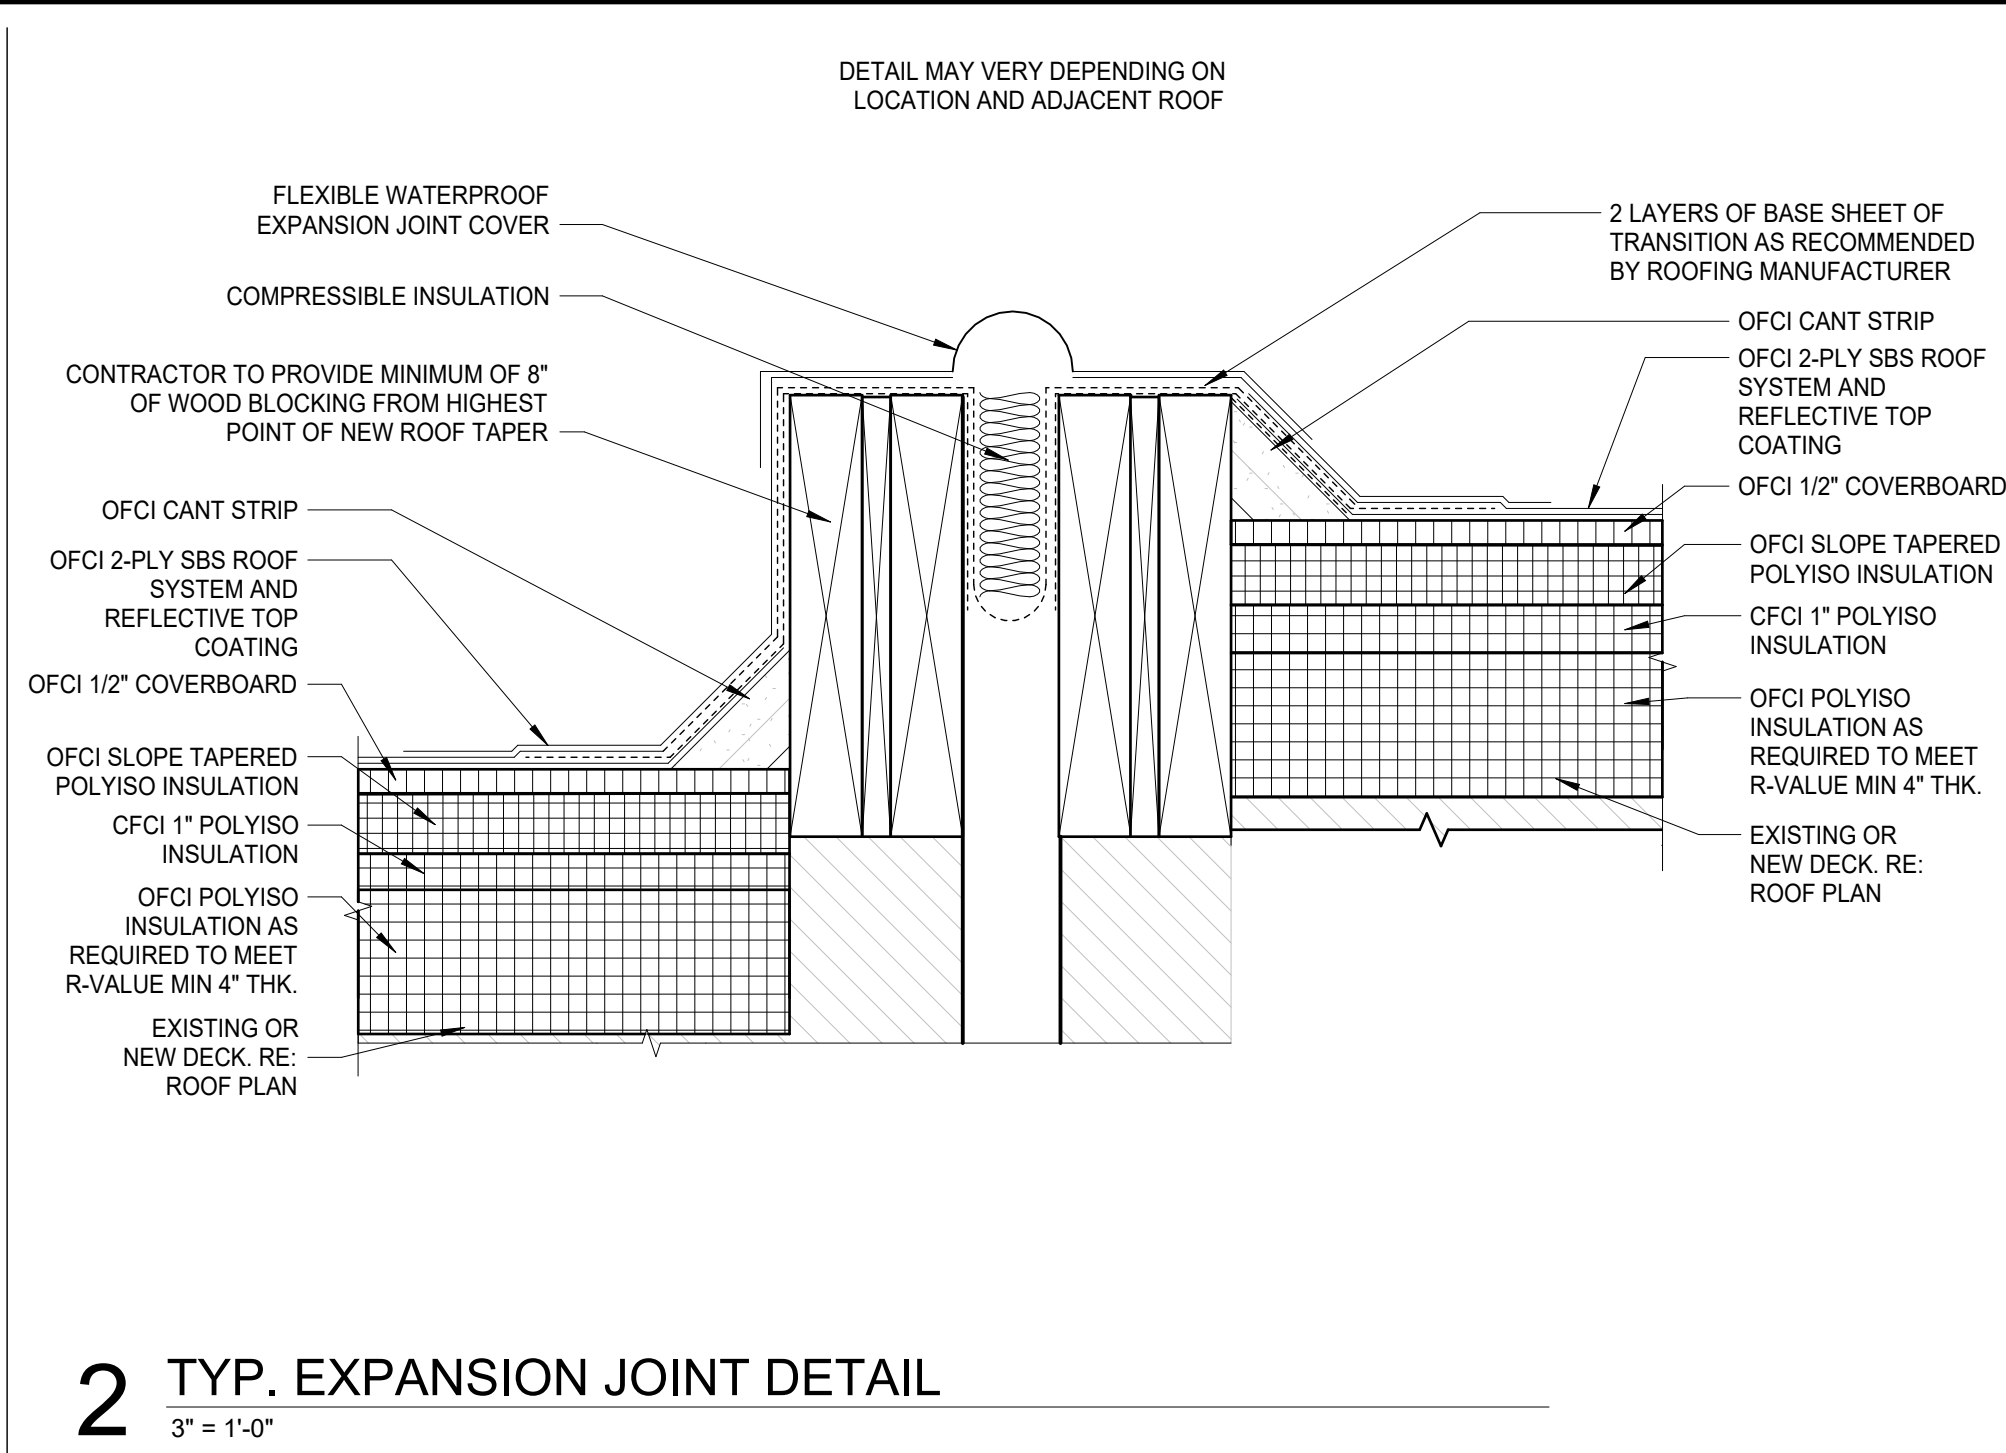 DETAIL MAY VERY DEPENDING ON
LOCATION AND ADJACENT ROOF
FLEXIBLE WATERPROOF
EXPANSION JOINT COVER
COMPRESSIBLE INSULATION
CONTRACTOR TO PROVIDE MINIMUM OF 8"
OF WOOD BLOCKING FROM HIGHEST
POINT OF NEW ROOF TAPER
OFCI CANT STRIP
OFCI 2-PLY SBS ROOF
SYSTEM AND
REFLECTIVE TOP
COATING
OFCI 1/2" COVERBOARD
OFCI SLOPE TAPERED
POLYISO INSULATION
CFCI 1" POLYISO
INSULATION
OFCI POLYISO
INSULATION AS
REQUIRED TO MEET
R-VALUE MIN 4" THK.
EXISTING OR
NEW DECK. RE:
ROOF PLAN
2 LAYERS OF BASE SHEET OF
TRANSITION AS RECOMMENDED
BY ROOFING MANUFACTURER
OFCI CANT STRIP
OFCI 2-PLY SBS ROOF
SYSTEM AND
REFLECTIVE TOP
COATING
OFCI 1/2" COVERBOARD
OFCI SLOPE TAPERED
POLYISO INSULATION
CFCI 1" POLYISO
INSULATION
OFCI POLYISO
INSULATION AS
REQUIRED TO MEET
R-VALUE MIN 4" THK.
EXISTING OR
NEW DECK. RE:
ROOF PLAN
2 TYP. EXPANSION JOINT DETAIL
3" = 1'-0"